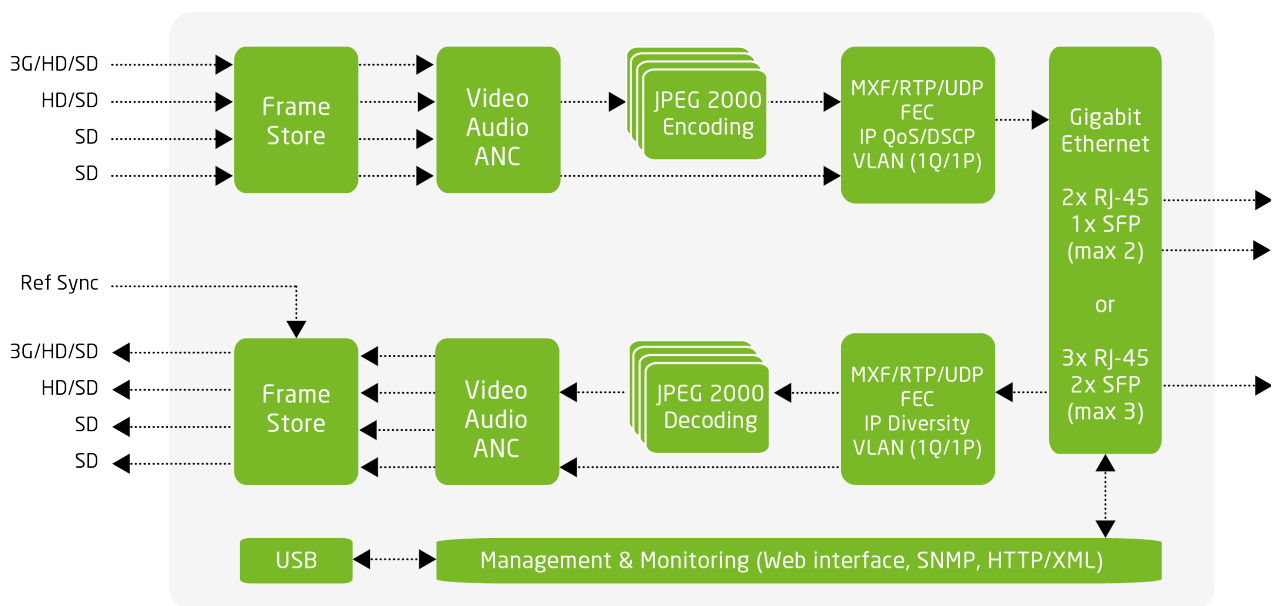 3G/HD/SD
HD/SD
SD
SD
Frame
Store
Video
Audio
ANC
JPEG 2000
Encoding
MXF/RTP/UDP
FEC
IP QoS/DSCP
VLAN (1Q/1P)
Gigabit
Ethernet
2x RJ-45
1x SFP
(max 2)
or
3x RJ-45
2x SFP
(max 3)
Ref Sync
3G/HD/SD
HD/SD
SD
SD
Frame
Store
Video
Audio
ANC
JPEG 2000
Decoding
MXF/RTP/UDP
FEC
IP Diversity
VLAN (1Q/1P)
USB
Management & Monitoring (Web interface, SNMP, HTTP/XML)